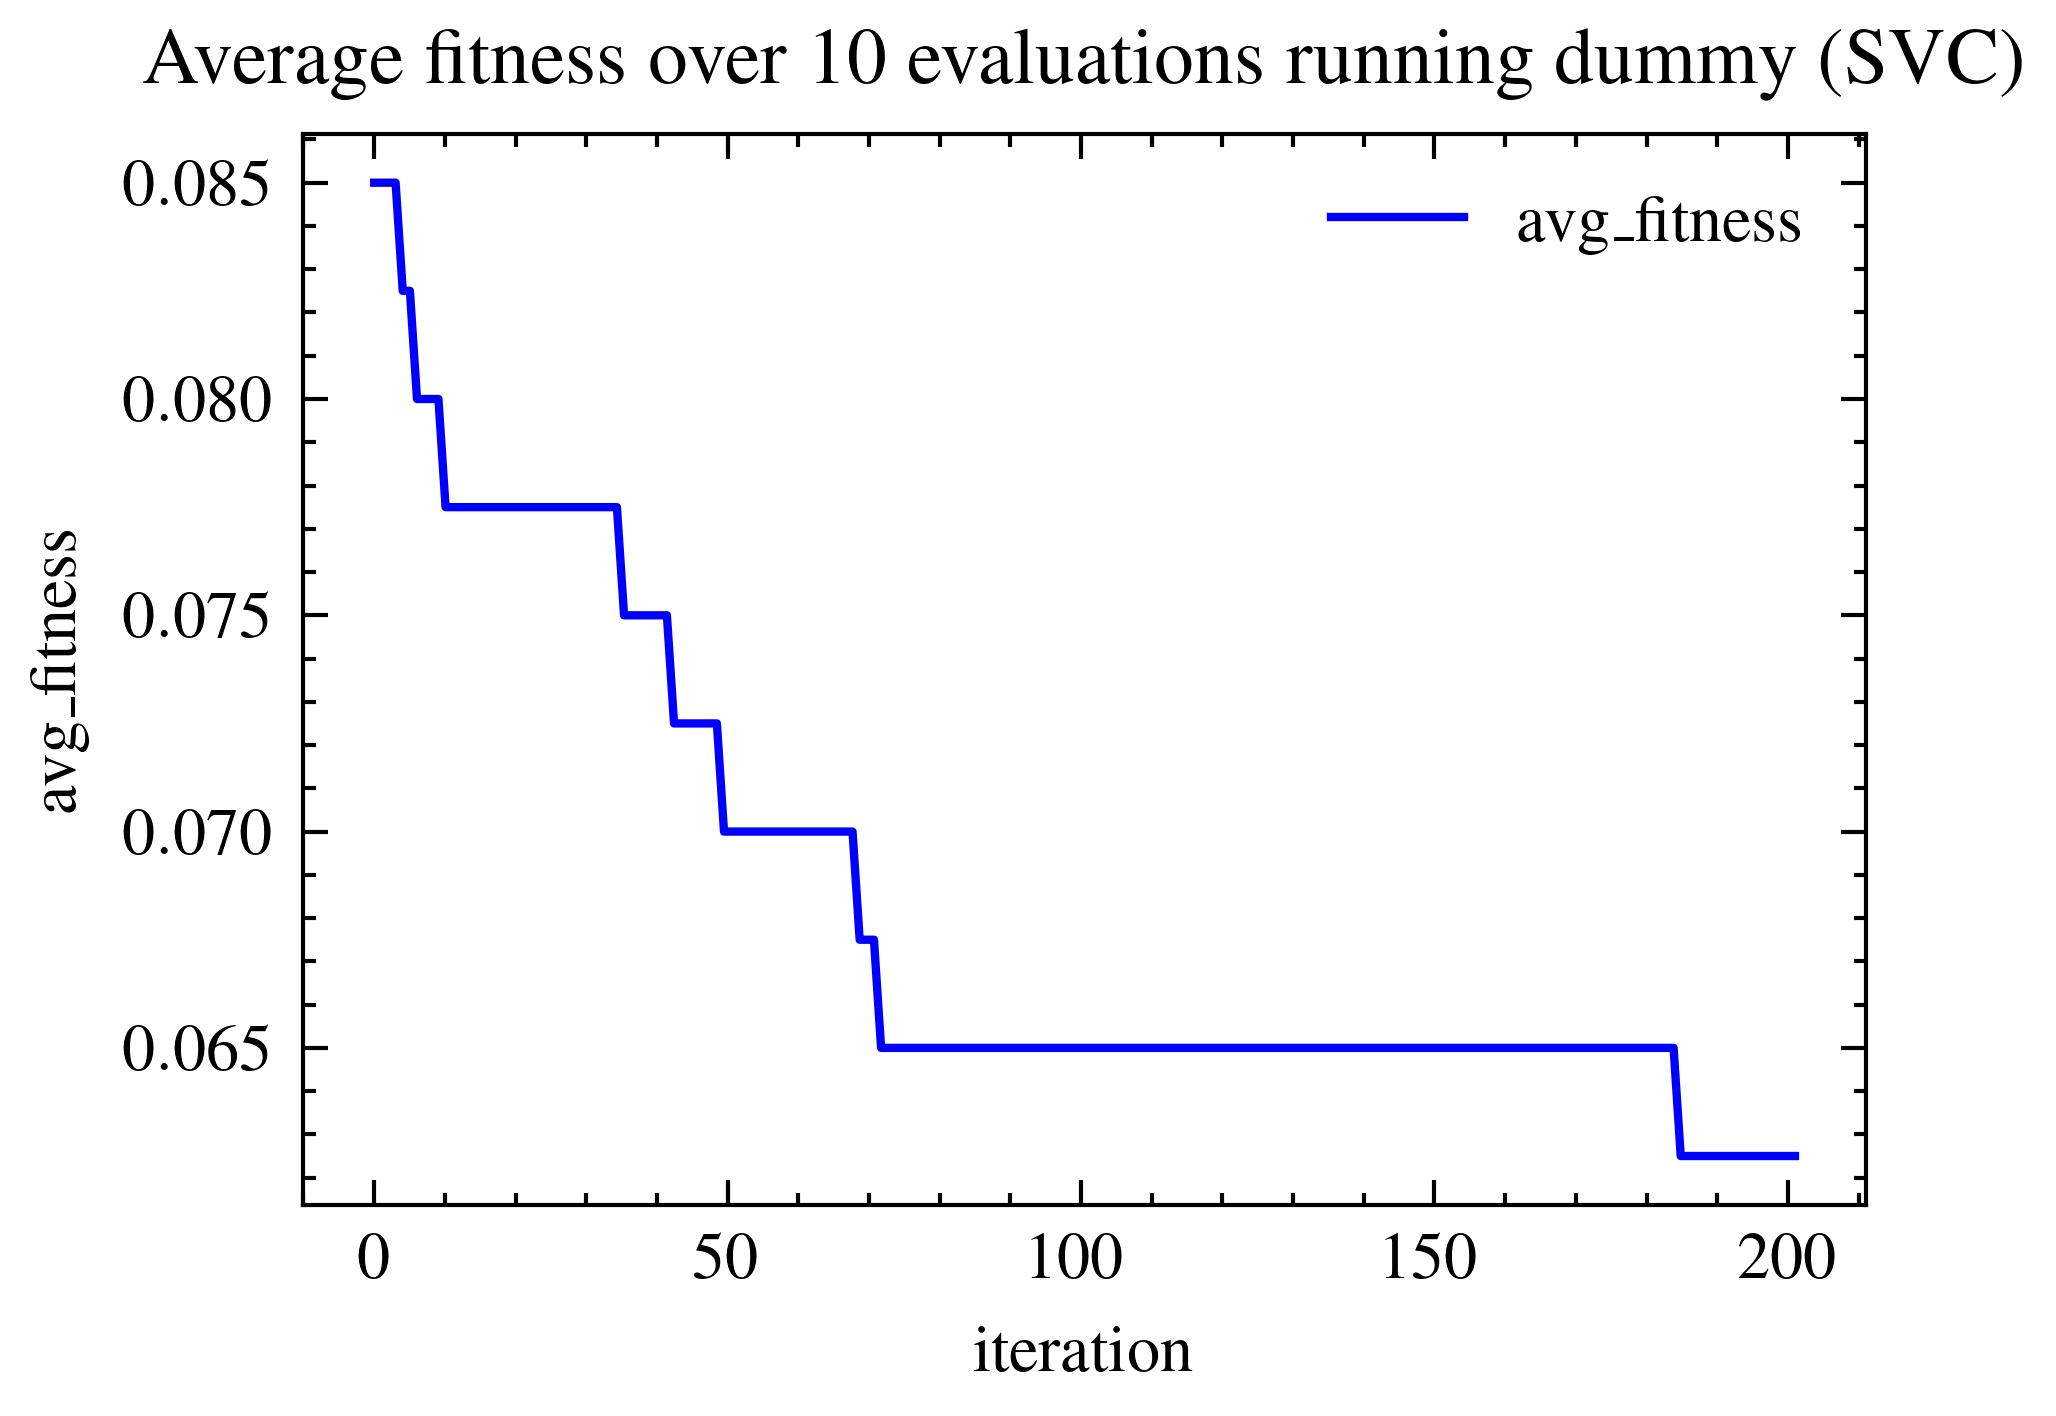 Average fitness over 10 evaluations running dummy (SVC)
avg_fitness
0.085
0.080
0.075
0.070
0.065
avg_fitness
0 50 100 150 200
iteration